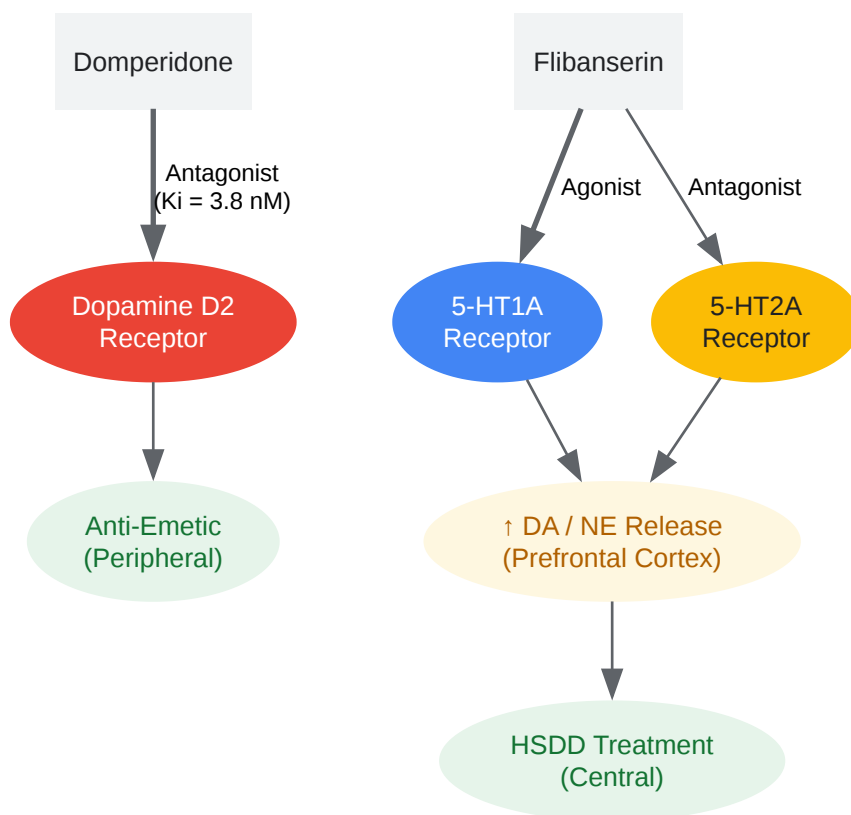 Domperidone
Flibanserin
Antagonist
(Ki = 3.8 nM)
Agonist
Antagonist
Dopamine D2
Receptor
5-HT1A
Receptor
5-HT2A
Receptor
Anti-Emetic
(Peripheral)
↑ DA / NE Release
(Prefrontal Cortex)
HSDD Treatment
(Central)